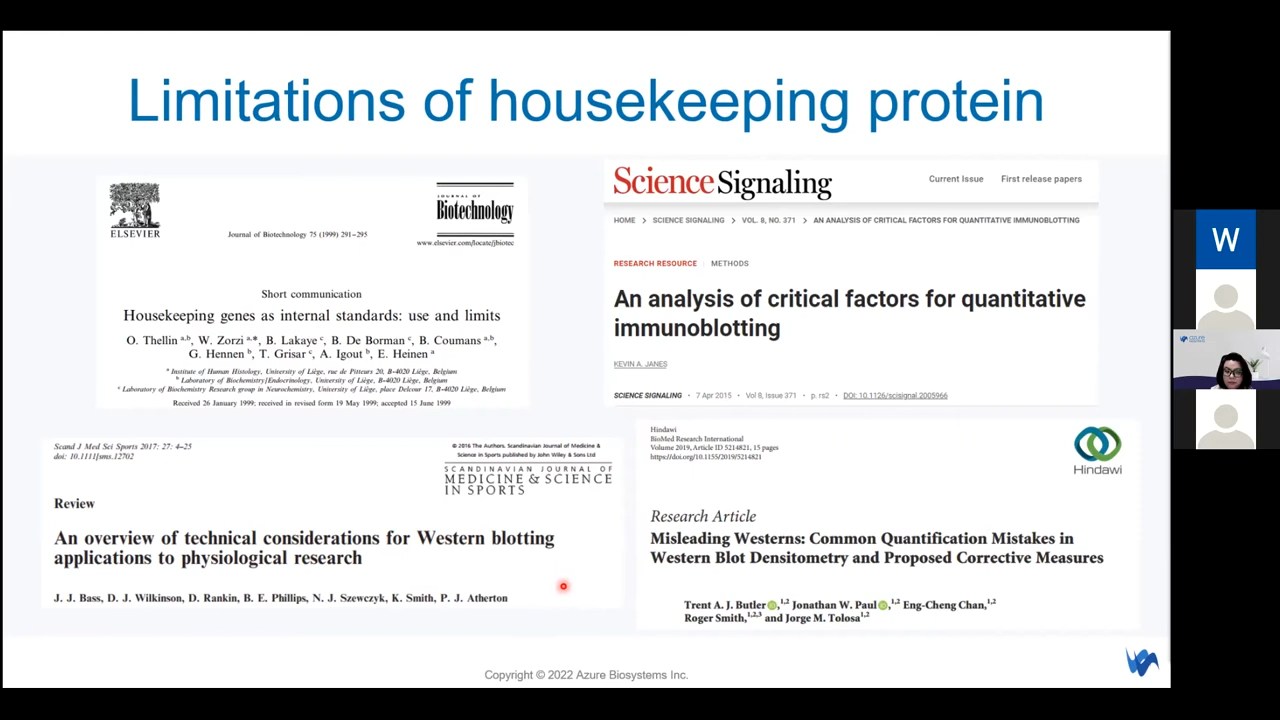 Limitations of housekeeping protein
ELSEVIER
JOURNAL OF
Biotechnology
Journal of Biotechnology 75 (1999) 291–295
www.elsevier.com/locate/jbiotec
Short communication
Housekeeping genes as internal standards: use and limits
O. Thellin a,b, W. Zorzi a,*, B. Lakaye c, B. De Borman c, B. Coumans a,b,
G. Hennen b, T. Grisar c, A. Igout b, E. Heinen a
a Institute of Human Histology, University of Liège, rue de Pitteurs 20, B-4020 Liège, Belgium
b Laboratory of Biochemistry/Endocrinology, University of Liège, B-4020 Liège, Belgium
c Laboratory of Biochemistry Research group in Neurochemistry, University of Liège, place Delcour 17, B-4020 Liège, Belgium
Received 26 January 1999; received in revised form 19 May 1999; accepted 15 June 1999
Science Signaling
Current Issue First release papers
HOME > SCIENCE SIGNALING > VOL. 8, NO. 371 > AN ANALYSIS OF CRITICAL FACTORS FOR QUANTITATIVE IMMUNOBLOTTING
RESEARCH RESOURCE METHODS
An analysis of critical factors for quantitative
immunoblotting
KEVIN A. JANES
SCIENCE SIGNALING • 7 Apr 2015 • Vol 8, Issue 371 • p. rs2 • DOI: 10.1126/scisignal.2005966
Scand J Med Sci Sports 2017: 27: 4–25
doi: 10.1111/sms.12702
© 2016 The Authors. Scandinavian Journal of Medicine &
Science in Sports published by John Wiley & Sons Ltd
SCANDINAVIAN JOURNAL OF
MEDICINE & SCIENCE
IN SPORTS
Review
An overview of technical considerations for Western blotting
applications to physiological research
J. J. Bass, D. J. Wilkinson, D. Rankin, B. E. Phillips, N. J. Szewczyk, K. Smith, P. J. Atherton
Hindawi
BioMed Research International
Volume 2019, Article ID 5214821, 15 pages
https://doi.org/10.1155/2019/5214821
Hindawi
Research Article
Misleading Westerns: Common Quantification Mistakes in
Western Blot Densitometry and Proposed Corrective Measures
Trent A. J. Butler,1,2 Jonathan W. Paul,1,2 Eng-Cheng Chan,1,2
Roger Smith,1,2,3 and Jorge M. Tolosa1,2
Copyright © 2022 Azure Biosystems Inc.
W
azure